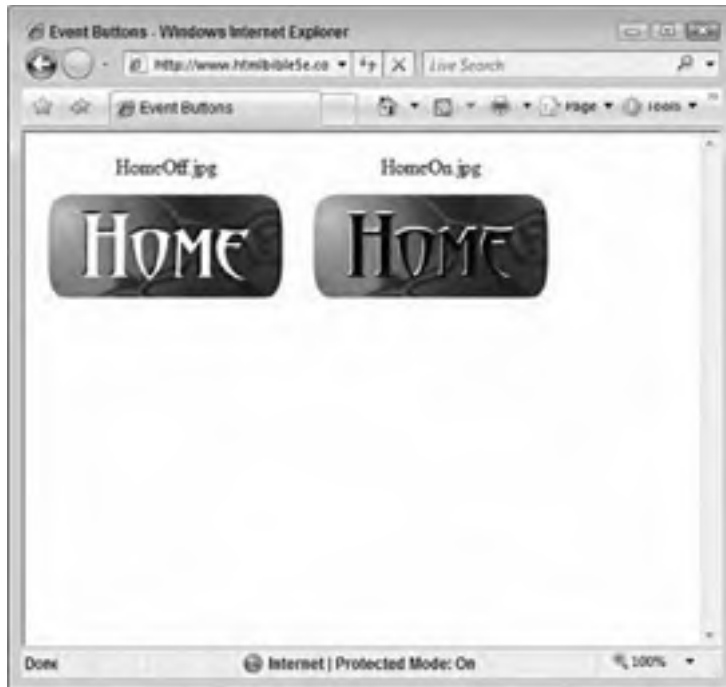 Event Buttons - Windows Internet Explorer
http://www.htmlbible5e.co
Live Search
Event Buttons
Page
Tools
HomeOff.jpg
HomeOn.jpg
HOME
HOME
Done
Internet | Protected Mode: On
100%